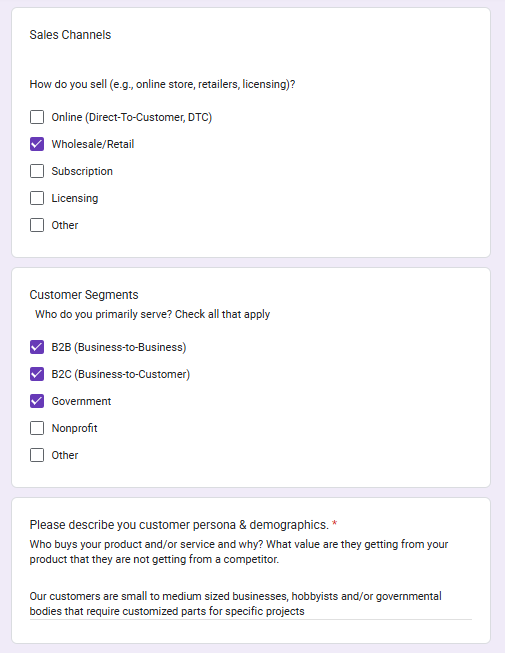 Sales Channels
How do you sell (e.g., online store, retailers, licensing)?
Online (Direct-To-Customer, DTC)
Wholesale/Retail
Subscription
Licensing
Other
Customer Segments
Who do you primarily serve? Check all that apply
B2B (Business-to-Business)
B2C (Business-to-Customer)
Government
Nonprofit
Other
Please describe you customer persona & demographics. *
Who buys your product and/or service and why? What value are they getting from your
product that they are not getting from a competitor.
Our customers are small to medium sized businesses, hobbyists and/or governmental
bodies that require customized parts for specific projects